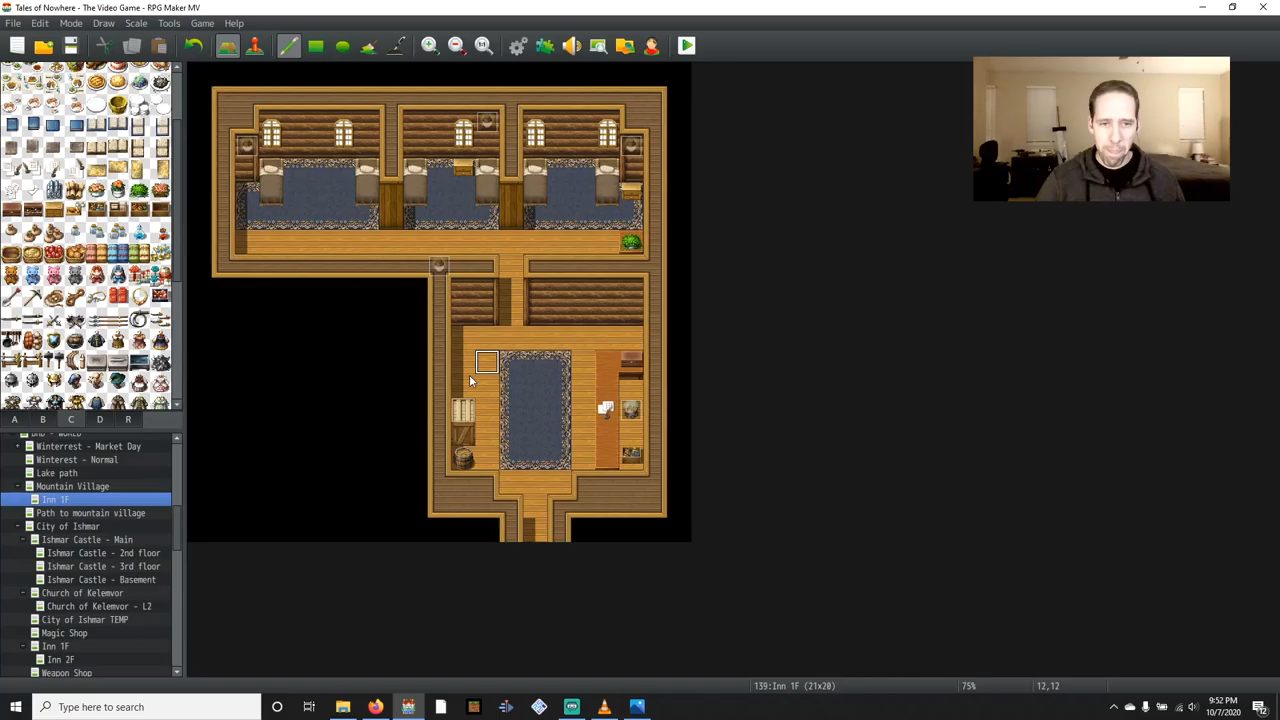 Tales of Nowhere - The Video Game - RPG Maker MV
File Edit Mode Draw Scale Tools Game Help
A B C D R
BMD - WORLD
Winterrest - Market Day
Winterest - Normal
Lake path
Mountain Village
Inn 1F
Path to mountain village
City of Ishmar
Ishmar Castle - Main
Ishmar Castle - 2nd floor
Ishmar Castle - 3rd floor
Ishmar Castle - Basement
Church of Kelemvor
Church of Kelemvor - L2
City of Ishmar TEMP
Magic Shop
Inn 1F
Inn 2F
Weapon Shop
139:Inn 1F (21x20) 75% 12,12
Type here to search
9:52 PM
10/7/2020
12